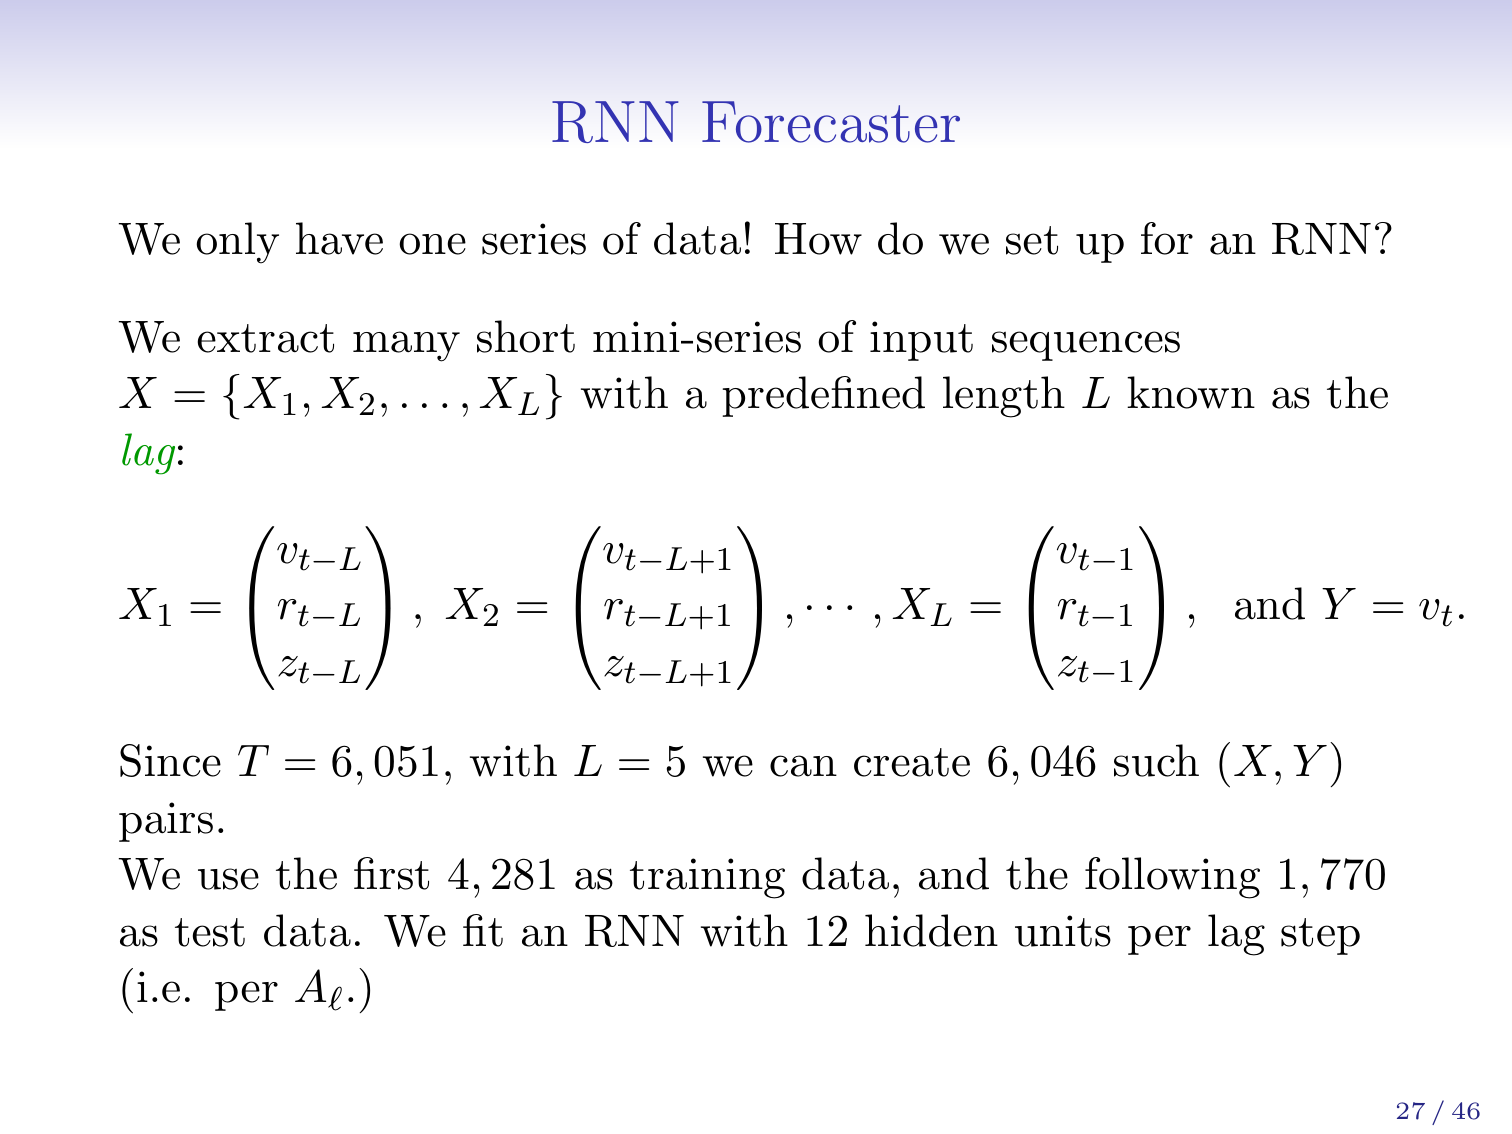 RNN Forecaster
We only have one series of data! How do we set up for an RNN?
We extract many short mini-series of input sequences
X = {X₁, X₂, . . . , X_L} with a predefined length L known as the
lag:
X₁ = (v_{t−L} r_{t−L} z_{t−L}) , X₂ = (v_{t−L+1} r_{t−L+1} z_{t−L+1}) , · · · , X_L = (v_{t−1} r_{t−1} z_{t−1}) , and Y = v_t.
Since T = 6, 051, with L = 5 we can create 6, 046 such (X, Y)
pairs.
We use the first 4, 281 as training data, and the following 1, 770
as test data. We fit an RNN with 12 hidden units per lag step
(i.e. per A_ℓ.)
27 / 46